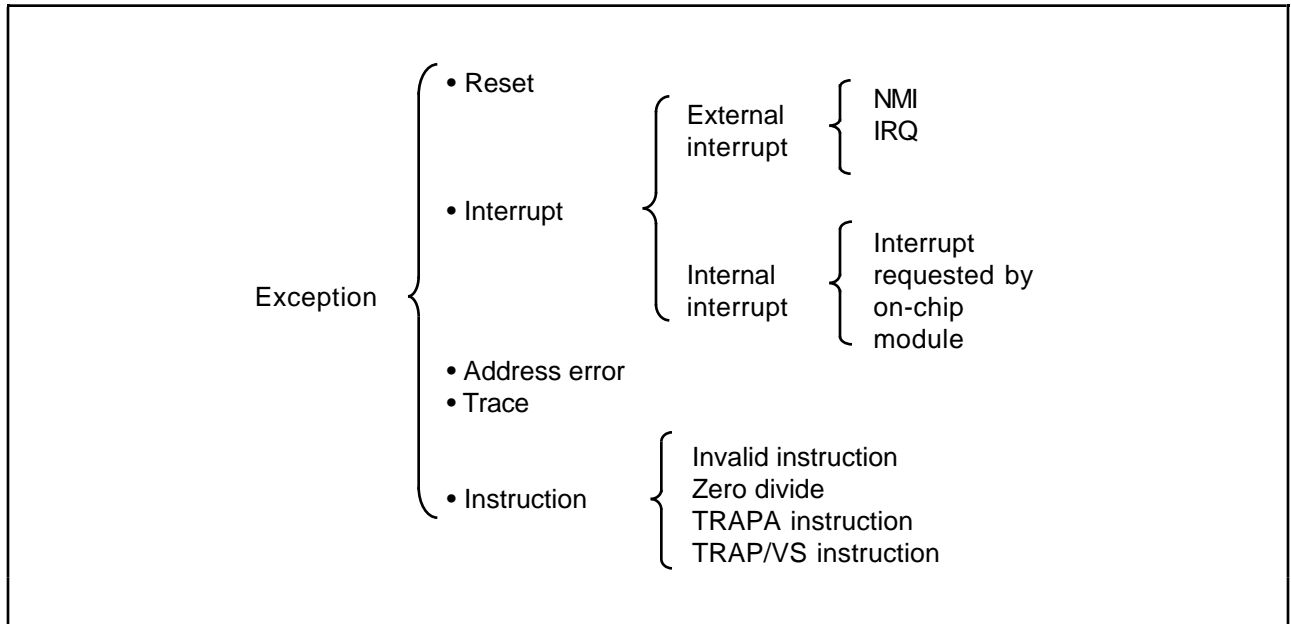 • Reset
External
interrupt
NMI
IRQ
• Interrupt
Internal
interrupt
Interrupt
requested by
on-chip
module
Exception
• Address error
• Trace
• Instruction
Invalid instruction
Zero divide
TRAPA instruction
TRAP/VS instruction